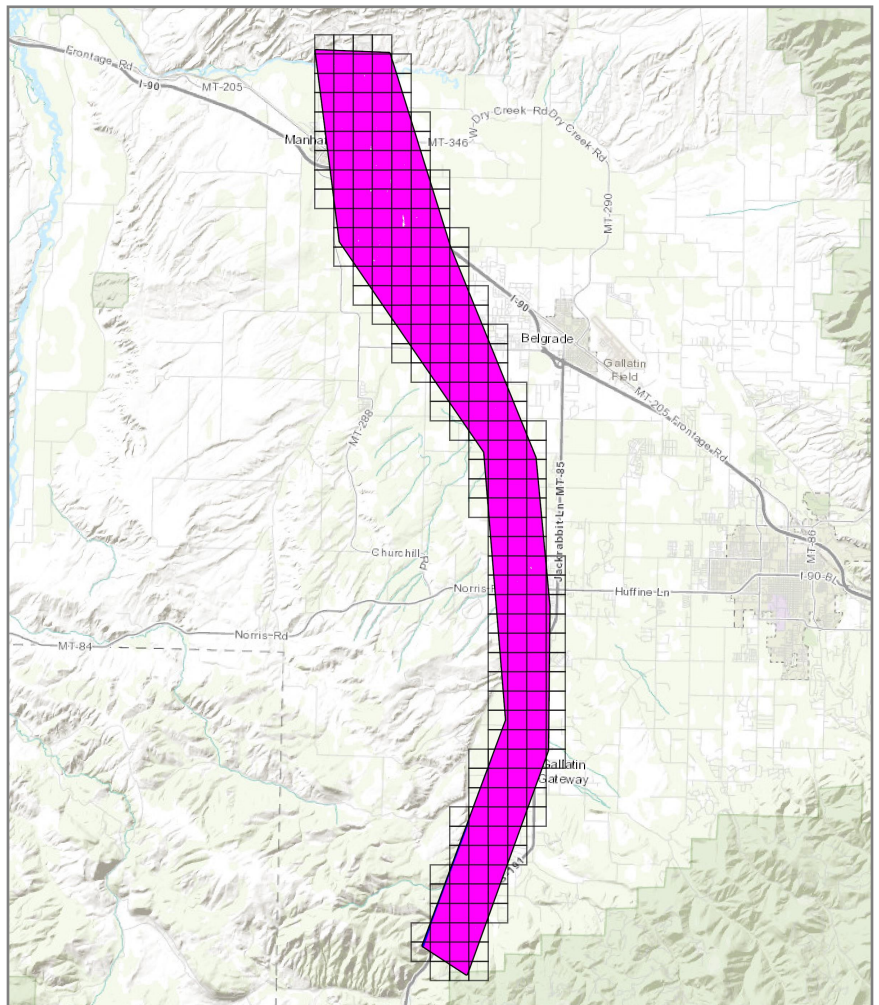 Frontage Rd
I-90
MT-205
Manha
MT-346
W Dry Creek Rd
Dry Creek Rd
MT-290
I-90
Belgrade
Gallatin
Field
MT-205
Frontage Rd
MT-288
Jackrabbit Ln
MT-85
Churchill
Rd
MT-86
I-90-BL
Norris
Huffine Ln
Norris Rd
MT-84
Gallatin
Gateway
-191